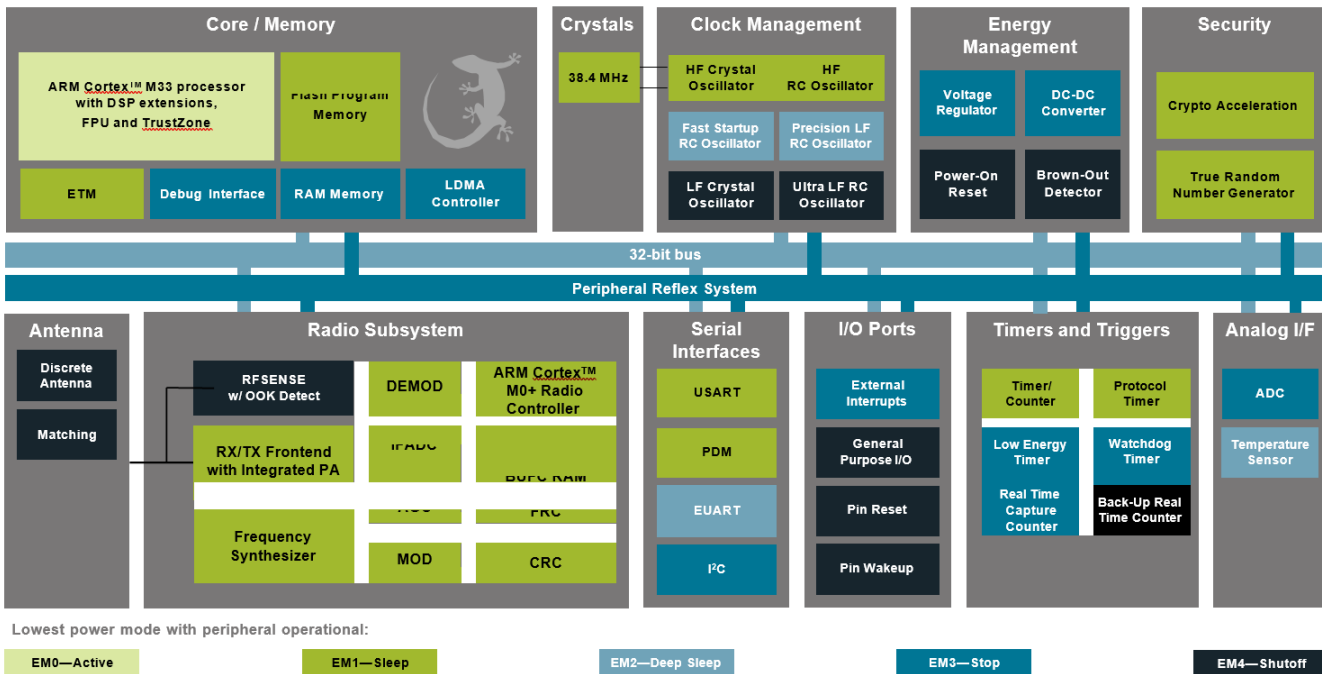 Core / Memory
ARM Cortex™ M33 processor
with DSP extensions,
FPU and TrustZone
Flash Program
Memory
ETM
Debug Interface
RAM Memory
LDMA
Controller
Crystals
38.4 MHz
Clock Management
HF Crystal
Oscillator
HF
RC Oscillator
Fast Startup
RC Oscillator
Precision LF
RC Oscillator
LF Crystal
Oscillator
Ultra LF RC
Oscillator
Energy
Management
Voltage
Regulator
DC-DC
Converter
Power-On
Reset
Brown-Out
Detector
Security
Crypto Acceleration
True Random
Number Generator
32-bit bus
Peripheral Reflex System
Antenna
Discrete
Antenna
Matching
Radio Subsystem
RFSENSE
w/ OOK Detect
DEMOD
ARM Cortex™
M0+ Radio
Controller
RX/TX Frontend
with Integrated PA
IFADC
BUFC RAM
AGC
FRC
Frequency
Synthesizer
MOD
CRC
Serial
Interfaces
USART
PDM
EUART
I²C
I/O Ports
External
Interrupts
General
Purpose I/O
Pin Reset
Pin Wakeup
Timers and Triggers
Timer/
Counter
Protocol
Timer
Low Energy
Timer
Watchdog
Timer
Real Time
Capture
Counter
Back-Up Real
Time Counter
Analog I/F
ADC
Temperature
Sensor
Lowest power mode with peripheral operational:
EM0—Active
EM1—Sleep
EM2—Deep Sleep
EM3—Stop
EM4—Shutoff